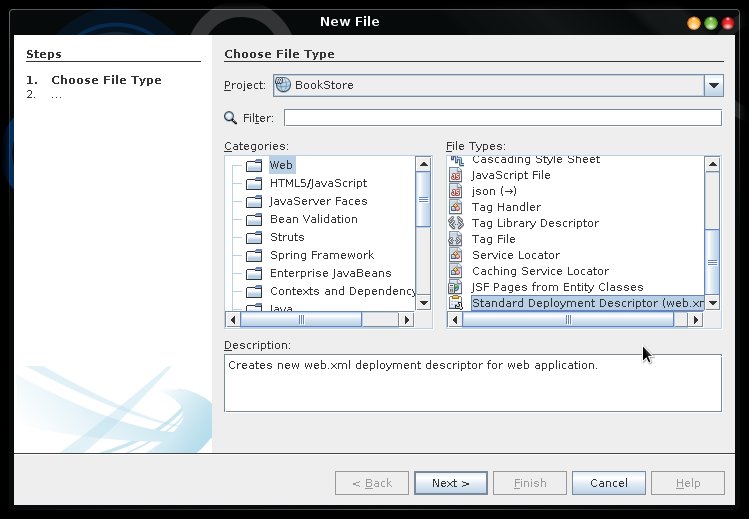 New File
Steps
1. Choose File Type
2. ...
Choose File Type
Project: BookStore
Filter:
Categories:
Web
HTML5/JavaScript
JavaServer Faces
Bean Validation
Struts
Spring Framework
Enterprise JavaBeans
Contexts and Dependency
Java
File Types:
Cascading Style Sheet
JavaScript File
json (→)
Tag Handler
Tag Library Descriptor
Tag File
Service Locator
Caching Service Locator
JSF Pages from Entity Classes
Standard Deployment Descriptor (web.xm
Description:
Creates new web.xml deployment descriptor for web application.
< Back Next > Finish Cancel Help